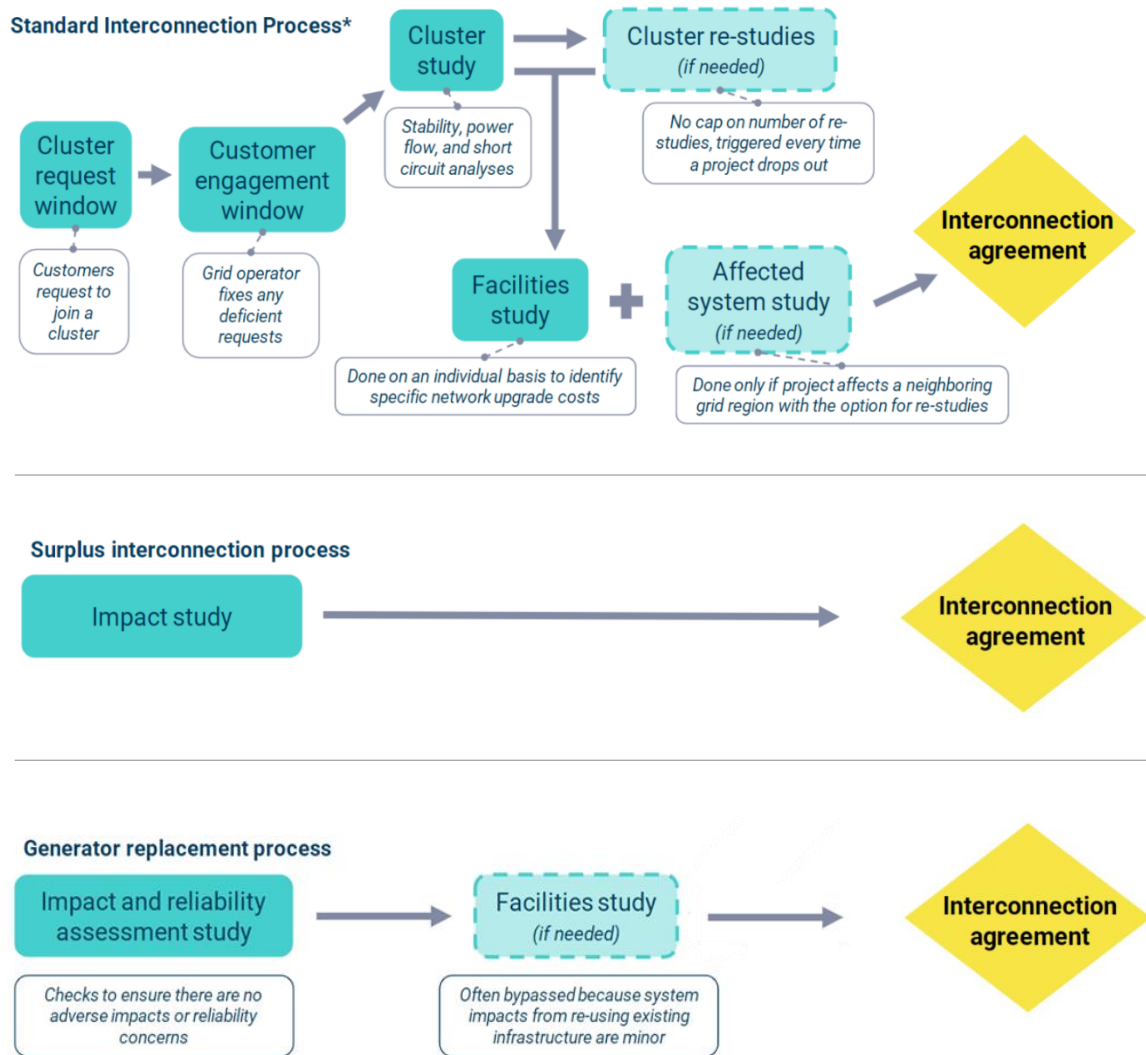 Standard Interconnection Process*
Cluster
study
Cluster re-studies
(if needed)
Stability, power
flow, and short
circuit analyses
No cap on number of re-
studies, triggered every time
a project drops out
Cluster
request
window
Customer
engagement
window
Customers
request to
join a
cluster
Grid operator
fixes any
deficient
requests
Facilities
study
Affected
system study
(if needed)
Interconnection
agreement
Done on an individual basis to identify
specific network upgrade costs
Done only if project affects a neighboring
grid region with the option for re-studies
Surplus interconnection process
Impact study
Interconnection
agreement
Generator replacement process
Impact and reliability
assessment study
Facilities study
(if needed)
Interconnection
agreement
Checks to ensure there are no
adverse impacts or reliability
concerns
Often bypassed because system
impacts from re-using existing
infrastructure are minor